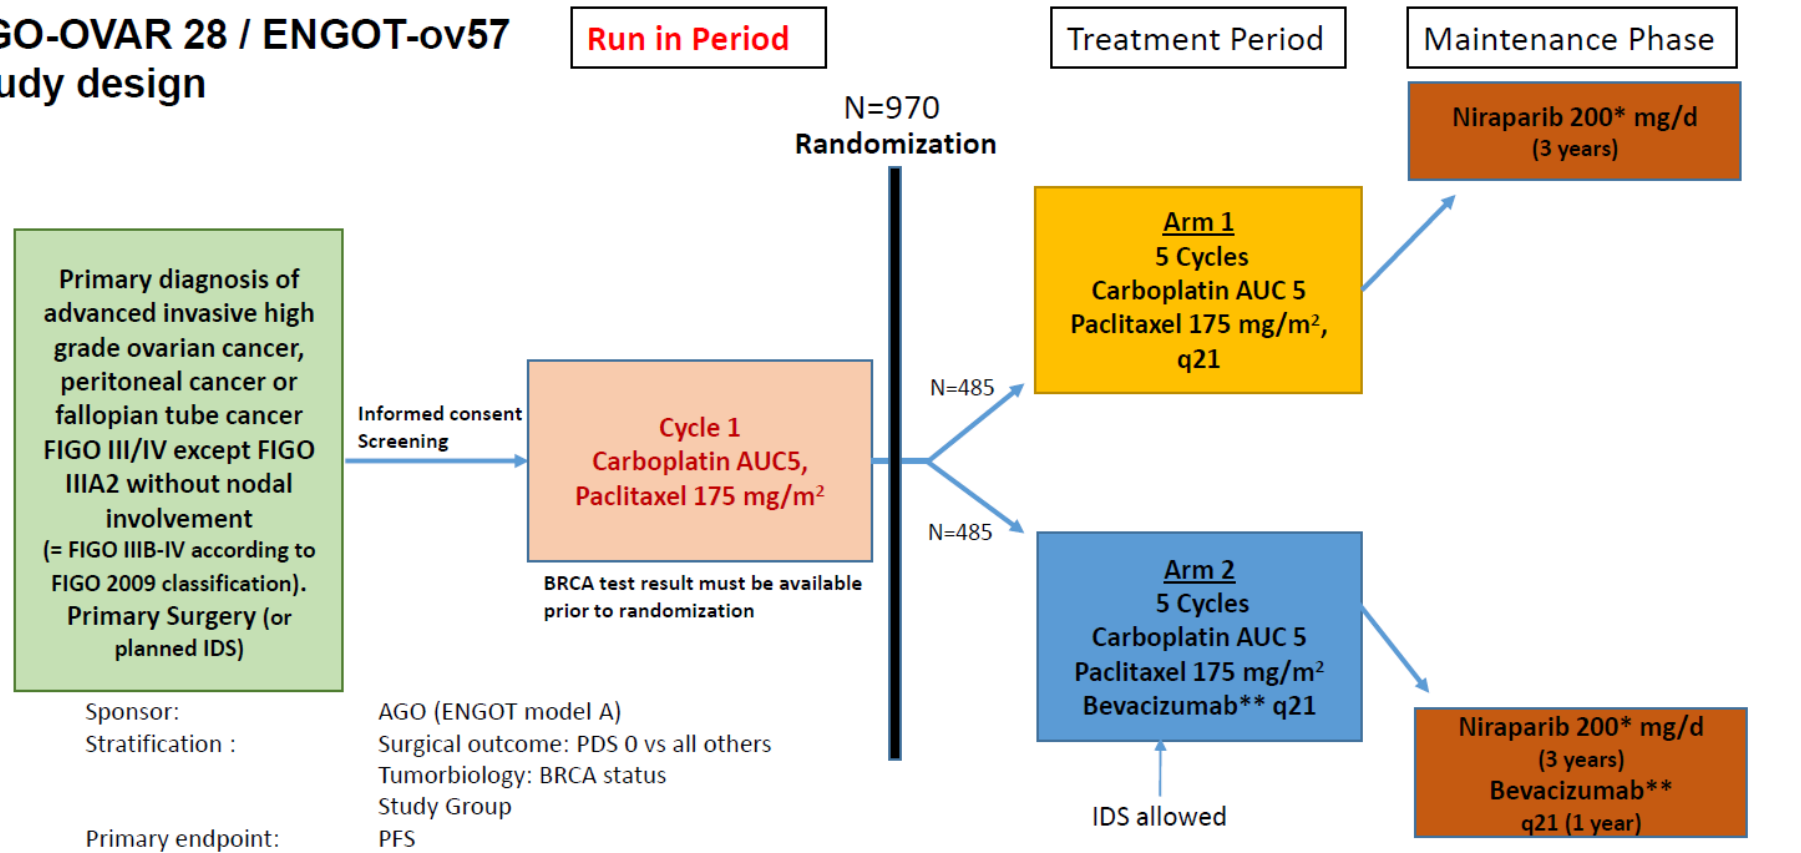 GO-OVAR 28 / ENGOT-ov57
udy design
Run in Period
Treatment Period
Maintenance Phase
N=970
Randomization
Niraparib 200* mg/d
(3 years)
Arm 1
5 Cycles
Carboplatin AUC 5
Paclitaxel 175 mg/m²,
q21
Primary diagnosis of
advanced invasive high
grade ovarian cancer,
peritoneal cancer or
fallopian tube cancer
FIGO III/IV except FIGO
IIIA2 without nodal
involvement
(= FIGO IIIB-IV according to
FIGO 2009 classification).
Primary Surgery (or
planned IDS)
Informed consent
Screening
Cycle 1
Carboplatin AUC5,
Paclitaxel 175 mg/m²
BRCA test result must be available
prior to randomization
N=485
N=485
Arm 2
5 Cycles
Carboplatin AUC 5
Paclitaxel 175 mg/m²
Bevacizumab** q21
IDS allowed
Niraparib 200* mg/d
(3 years)
Bevacizumab**
q21 (1 year)
Sponsor: AGO (ENGOT model A)
Stratification : Surgical outcome: PDS 0 vs all others
Tumorbiology: BRCA status
Study Group
Primary endpoint: PFS